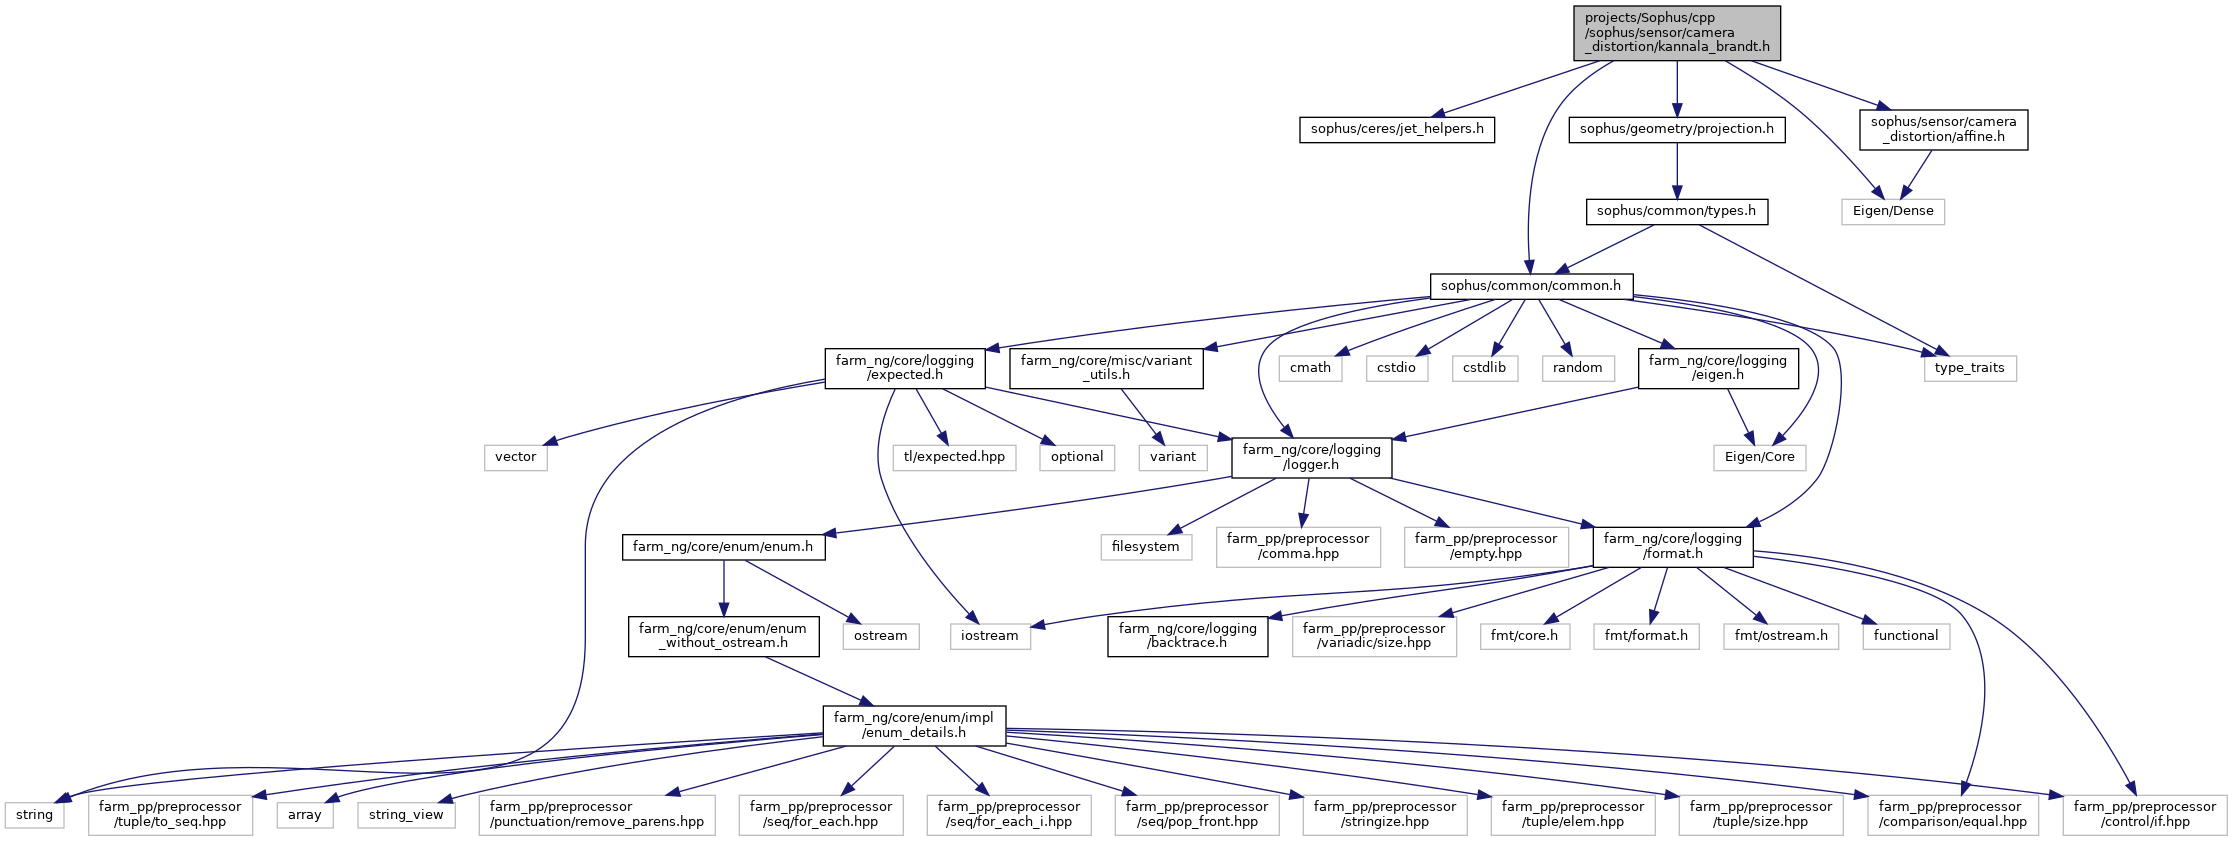 projects/Sophus/cpp
/sophus/sensor/camera
_distortion/kannala_brandt.h
sophus/ceres/jet_helpers.h
sophus/geometry/projection.h
sophus/sensor/camera
_distortion/affine.h
sophus/common/types.h
Eigen/Dense
sophus/common/common.h
farm_ng/core/logging
/expected.h
farm_ng/core/misc/variant
_utils.h
cmath
cstdio
cstdlib
random
farm_ng/core/logging
/eigen.h
type_traits
vector
tl/expected.hpp
optional
variant
farm_ng/core/logging
/logger.h
Eigen/Core
farm_ng/core/enum/enum.h
filesystem
farm_pp/preprocessor
/comma.hpp
farm_pp/preprocessor
/empty.hpp
farm_ng/core/logging
/format.h
farm_ng/core/enum/enum
_without_ostream.h
ostream
iostream
farm_ng/core/logging
/backtrace.h
farm_pp/preprocessor
/variadic/size.hpp
fmt/core.h
fmt/format.h
fmt/ostream.h
functional
farm_ng/core/enum/impl
/enum_details.h
string
farm_pp/preprocessor
/tuple/to_seq.hpp
array
string_view
farm_pp/preprocessor
/punctuation/remove_parens.hpp
farm_pp/preprocessor
/seq/for_each.hpp
farm_pp/preprocessor
/seq/for_each_i.hpp
farm_pp/preprocessor
/seq/pop_front.hpp
farm_pp/preprocessor
/stringize.hpp
farm_pp/preprocessor
/tuple/elem.hpp
farm_pp/preprocessor
/tuple/size.hpp
farm_pp/preprocessor
/comparison/equal.hpp
farm_pp/preprocessor
/control/if.hpp